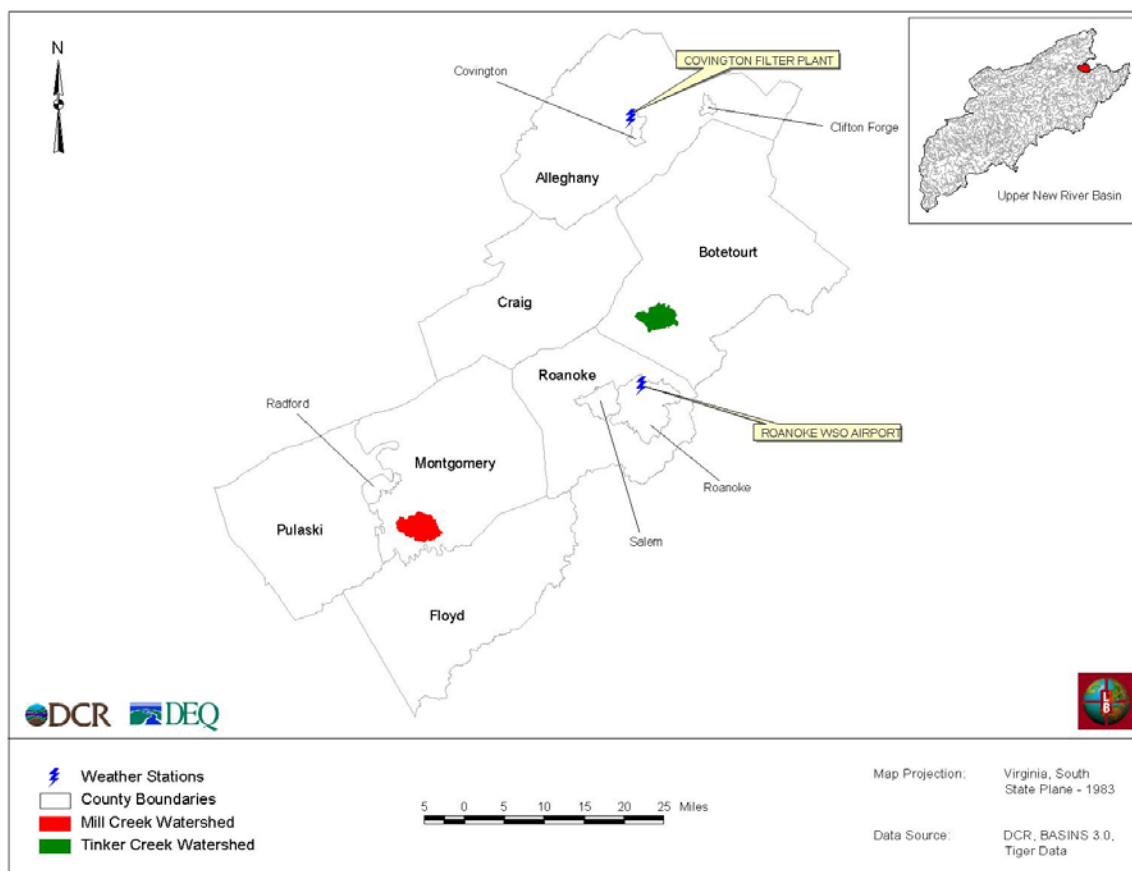 N
COVINGTON FILTER PLANT
Covington
Clifton Forge
Alleghany
Upper New River Basin
Botetourt
Craig
Roanoke
Radford
ROANOKE WSO AIRPORT
Montgomery
Roanoke
Pulaski
Salem
Floyd
DCR
DEQ
L
B
Weather Stations
County Boundaries
Mill Creek Watershed
Tinker Creek Watershed
5 0 5 10 15 20 25 Miles
Map Projection: Virginia, South
State Plane - 1983
Data Source: DCR, BASINS 3.0,
Tiger Data